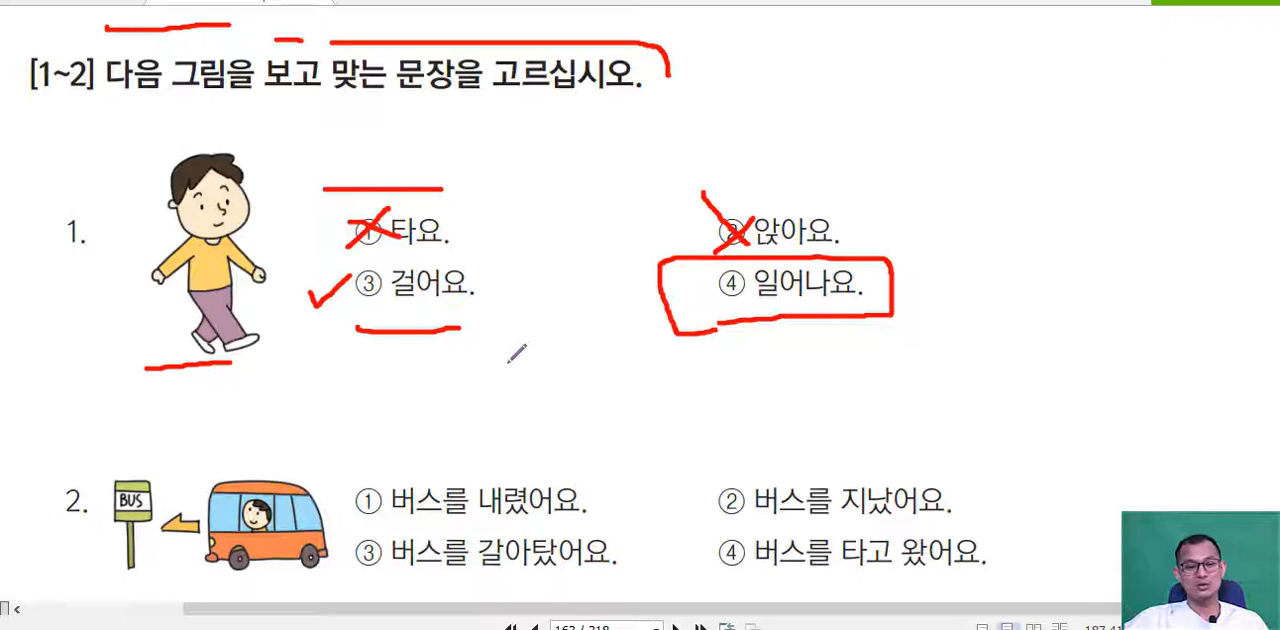 [1~2] 다음 그림을 보고 맞는 문장을 고르십시오.
1.
① 타요.
② 앉아요.
③ 걸어요.
④ 일어나요.
2.
BUS
① 버스를 내렸어요.
② 버스를 지났어요.
③ 버스를 갈아탔어요.
④ 버스를 타고 왔어요.